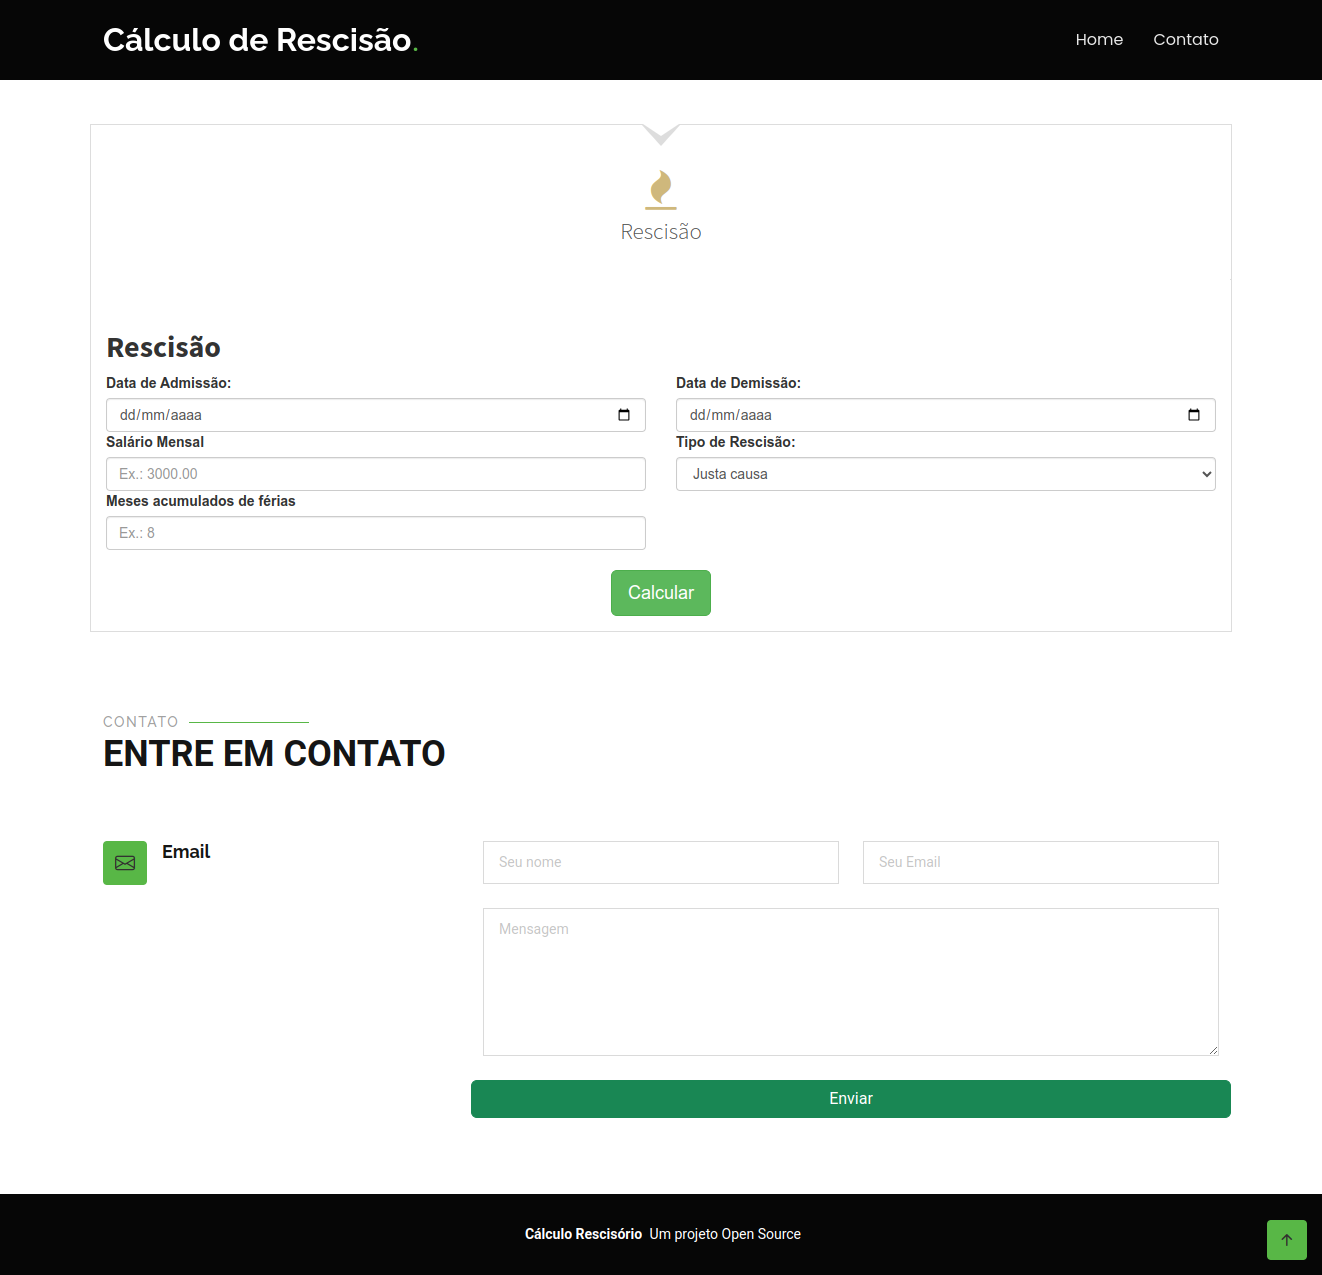 Cálculo de Rescisão.
Home Contato
Rescisão
Rescisão
Data de Admissão: Data de Demissão:
dd/mm/aaaa dd/mm/aaaa
Salário Mensal Tipo de Rescisão:
Ex.: 3000.00 Justa causa
Meses acumulados de férias
Ex.: 8
Calcular
CONTATO
ENTRE EM CONTATO
Email
Seu nome Seu Email
Mensagem
Enviar
Cálculo Rescisório Um projeto Open Source